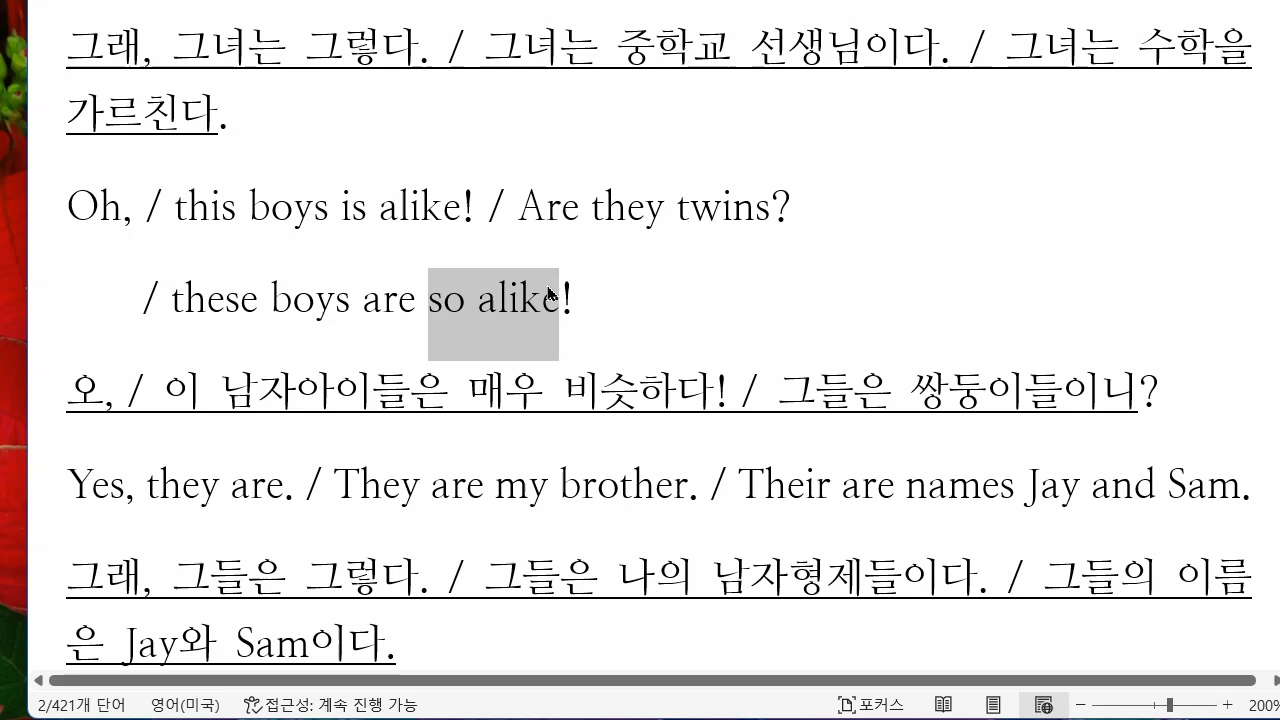 그래, 그녀는 그렇다. / 그녀는 중학교 선생님이다. / 그녀는 수학을
가르친다.
Oh, / this boys is alike! / Are they twins?
/ these boys are so alike!
오, / 이 남자아이들은 매우 비슷하다! / 그들은 쌍둥이들이니?
Yes, they are. / They are my brother. / Their are names Jay and Sam.
그래, 그들은 그렇다. / 그들은 나의 남자형제들이다. / 그들의 이름
은 Jay와 Sam이다.
2/421개 단어 영어(미국) 접근성: 계속 진행 가능 포커스 200%